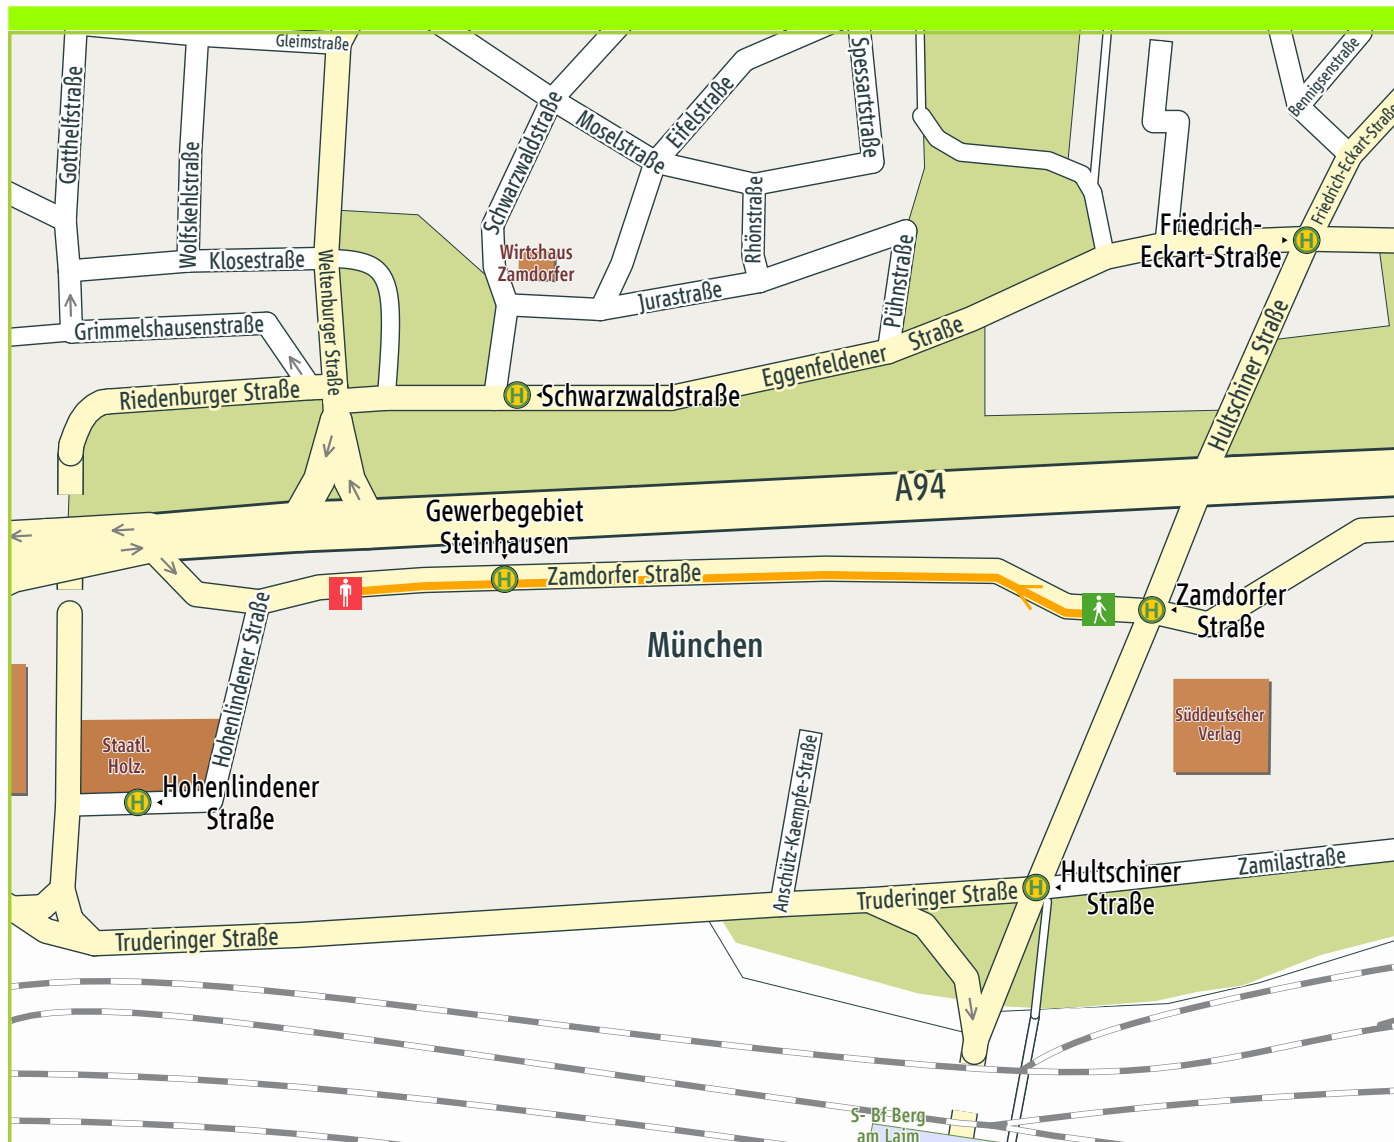 Gleimstraße
Gotthelfstraße
Wolfskehlstraße
Klosestraße
Grimmelshausenstraße
Weltenburger Straße
Riedenburger Straße
Schwarzwaldstraße
Moselstraße
Eifelstraße
Spessartstraße
Rhönstraße
Wirtshaus
Zamdorfer
Jurastraße
Pühnstraße
Schwarzwaldstraße
Eggenfeldener Straße
Bennigsenstraße
Friedrich-Eckart-Straße
Friedrich-
Eckart-Straße
Hultschiner Straße
A94
Gewerbegebiet
Steinhausen
H
H
H
H
H
H
Zamdorfer Straße
Zamdorfer
Straße
München
Hohenlindener Straße
Staatl.
Holz.
Hohenlindener
Straße
Süddeutscher
Verlag
Anschütz-Kaempfe-Straße
Hultschiner
Straße
Zamilastraße
Truderinger Straße
Truderinger Straße
S- Bf Berg
am Laim